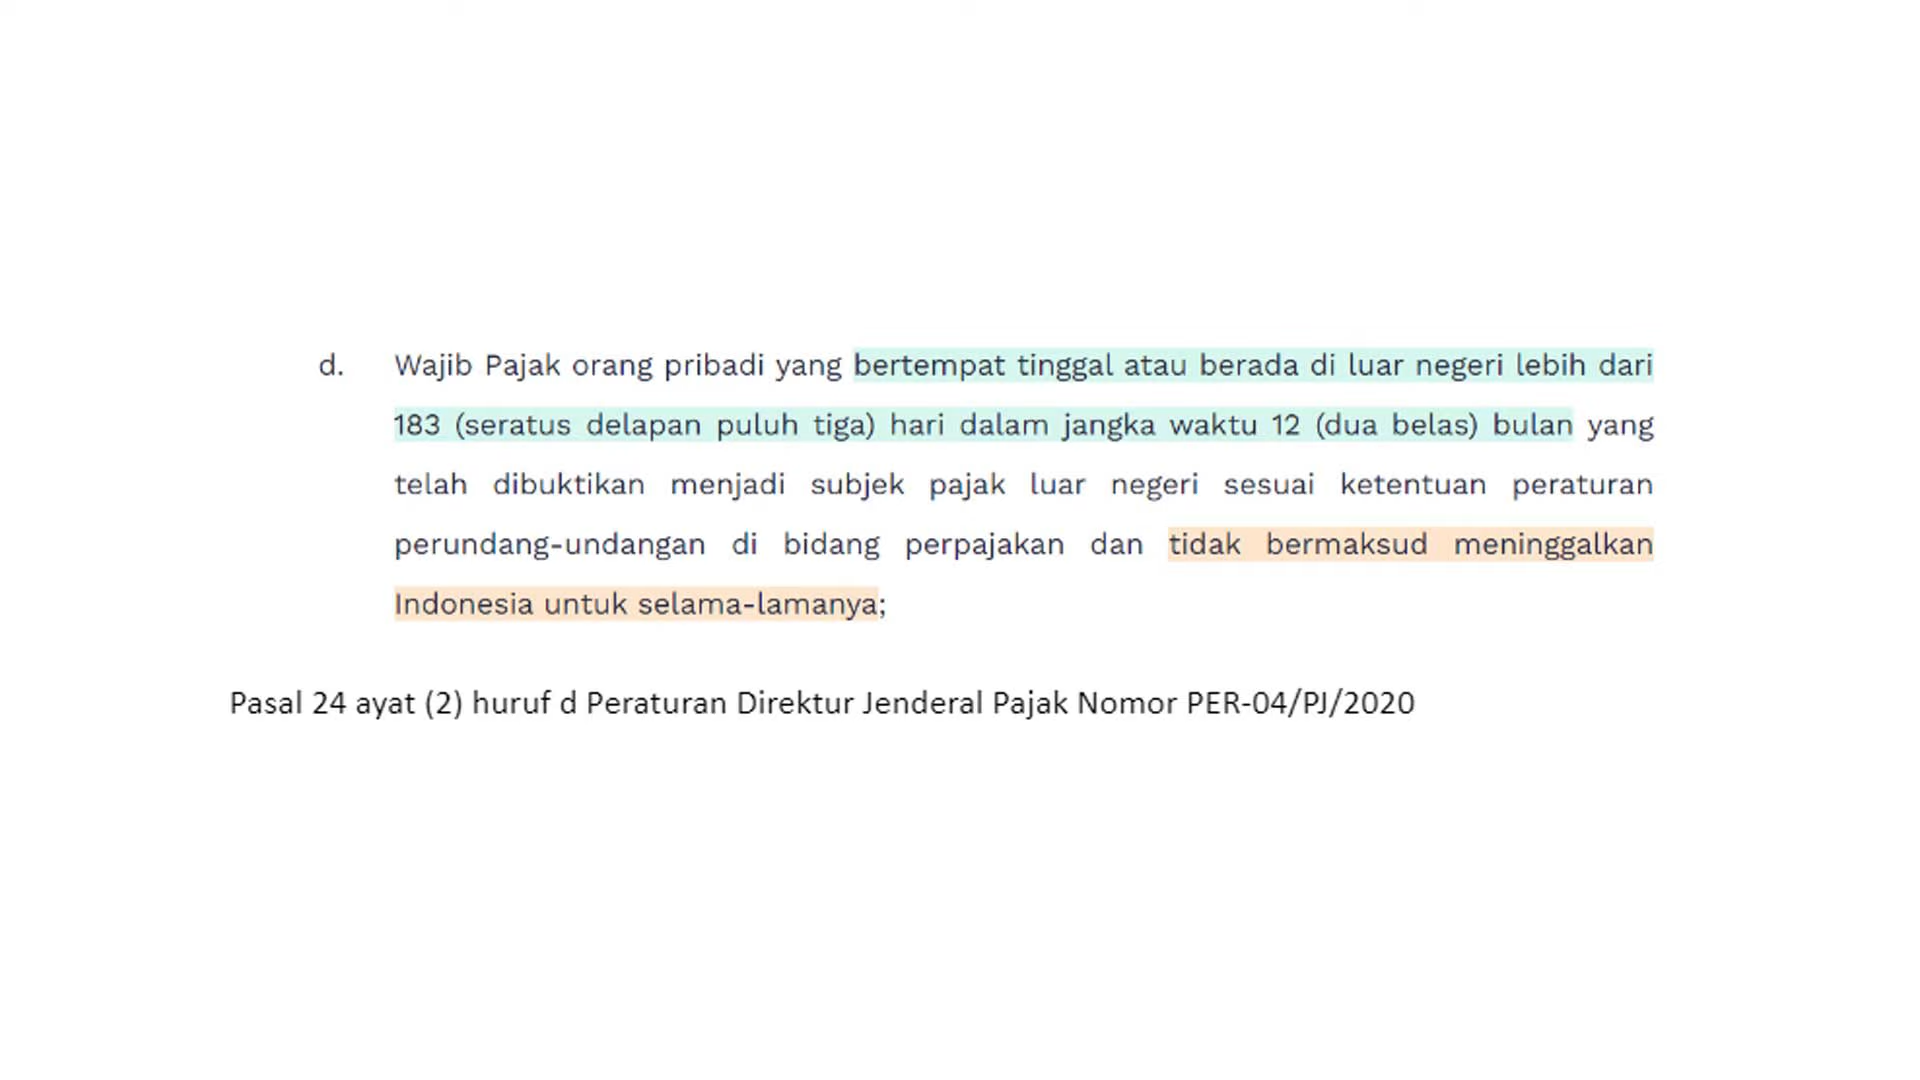 d. Wajib Pajak orang pribadi yang bertempat tinggal atau berada di luar negeri lebih dari
183 (seratus delapan puluh tiga) hari dalam jangka waktu 12 (dua belas) bulan yang
telah dibuktikan menjadi subjek pajak luar negeri sesuai ketentuan peraturan
perundang-undangan di bidang perpajakan dan tidak bermaksud meninggalkan
Indonesia untuk selama-lamanya;
Pasal 24 ayat (2) huruf d Peraturan Direktur Jenderal Pajak Nomor PER-04/PJ/2020